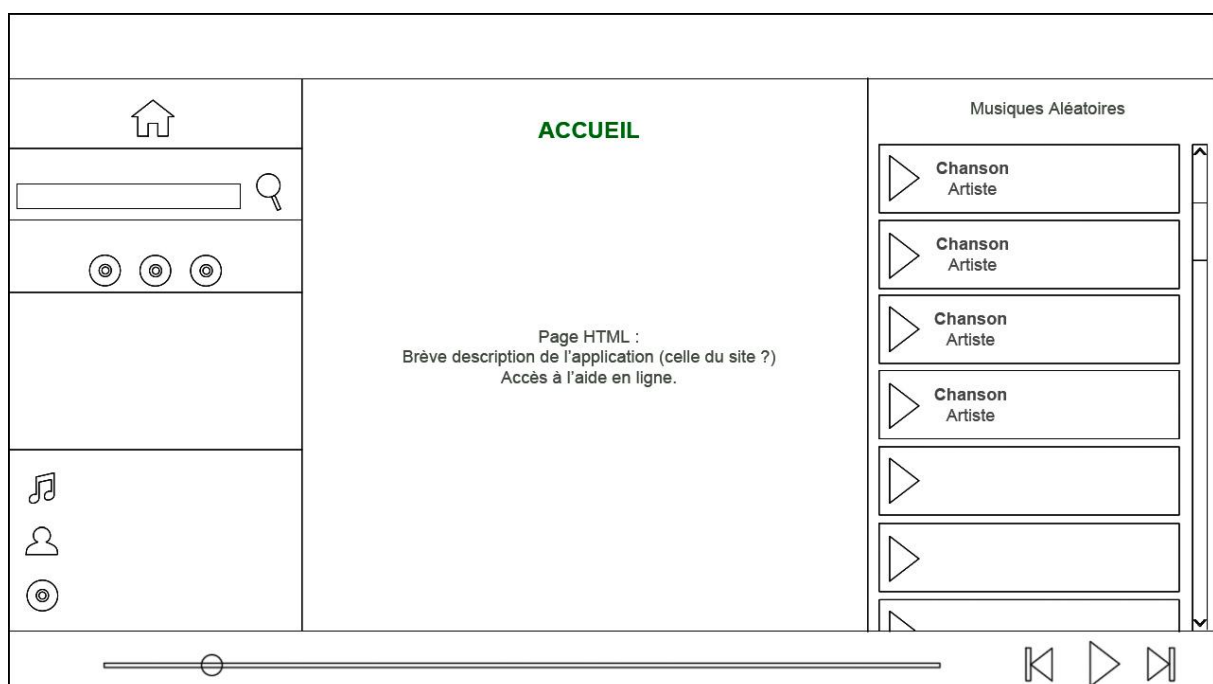 ACCUEIL
Page HTML :
Brève description de l’application (celle du site ?)
Accès à l’aide en ligne.
Musiques Aléatoires
Chanson
Artiste
Chanson
Artiste
Chanson
Artiste
Chanson
Artiste